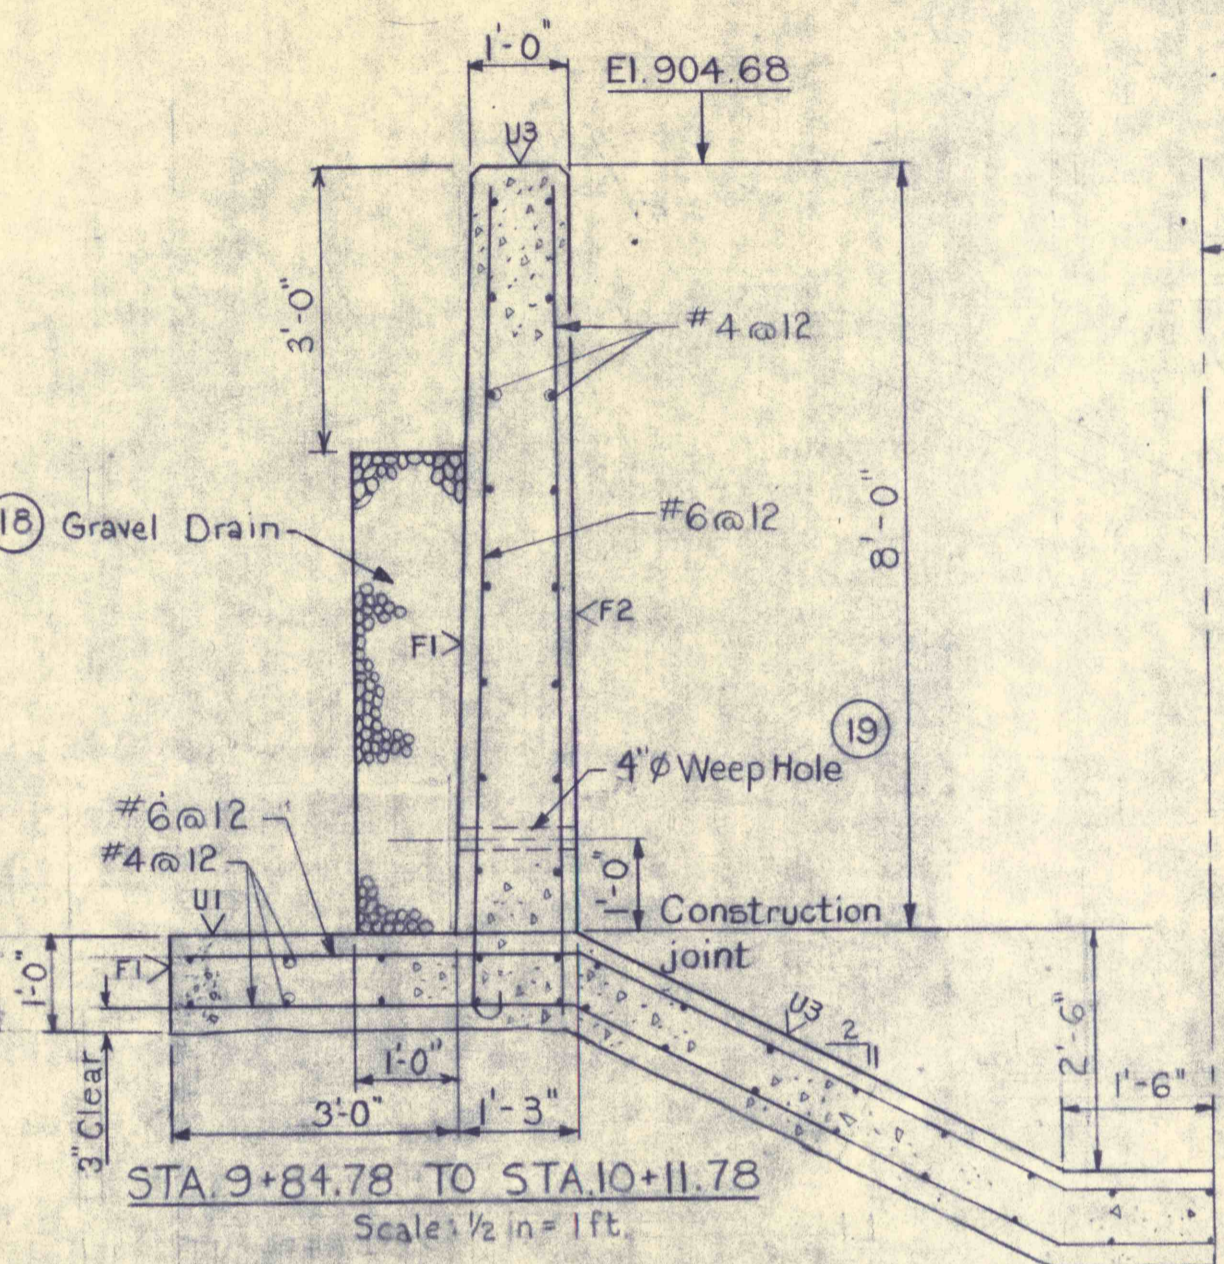 1'-0"
El. 904.68
U3
3'-0"
#4@12
18 Gravel Drain
#6@12
8'-0"
F1
F2
19
4"Ø Weep Hole
#6@12
#4@12
U1
1'-0"
Construction
joint
F1
1'-0"
U3
2
2'-6"
1'-0"
1'-6"
3'-0"
1'-3"
3" Clear
STA. 9+84.78 TO STA. 10+11.78
Scale: 1/2 in = 1 ft.